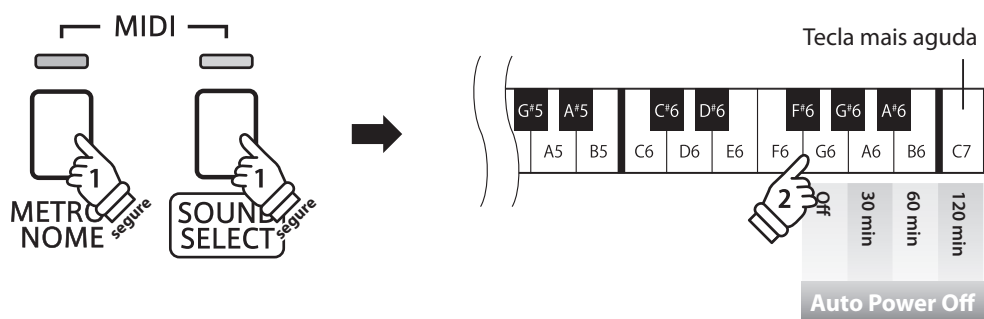 MIDI
1
1
METRO
NOME
segure
SOUND
SELECT
segure
Tecla mais aguda
G#5 A#5 C#6 D#6 F#6 G#6 A#6
A5 B5 C6 D6 E6 F6 G6 A6 B6 C7
2
Off
30 min
60 min
120 min
Auto Power Off